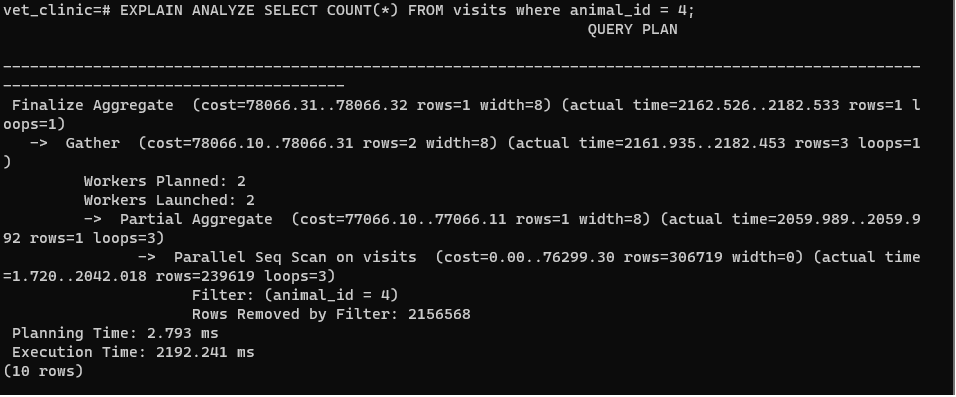 vet_clinic=# EXPLAIN ANALYZE SELECT COUNT(*) FROM visits where animal_id = 4;
QUERY PLAN
------------------------------------------------------------------------------------------------------
--------------------------------------
Finalize Aggregate  (cost=78066.31..78066.32 rows=1 width=8) (actual time=2162.526..2182.533 rows=1 l
oops=1)
->  Gather  (cost=78066.10..78066.31 rows=2 width=8) (actual time=2161.935..2182.453 rows=3 loops=1
)
Workers Planned: 2
Workers Launched: 2
->  Partial Aggregate  (cost=77066.10..77066.11 rows=1 width=8) (actual time=2059.989..2059.9
92 rows=1 loops=3)
->  Parallel Seq Scan on visits  (cost=0.00..76299.30 rows=306719 width=0) (actual time
=1.720..2042.018 rows=239619 loops=3)
Filter: (animal_id = 4)
Rows Removed by Filter: 2156568
Planning Time: 2.793 ms
Execution Time: 2192.241 ms
(10 rows)